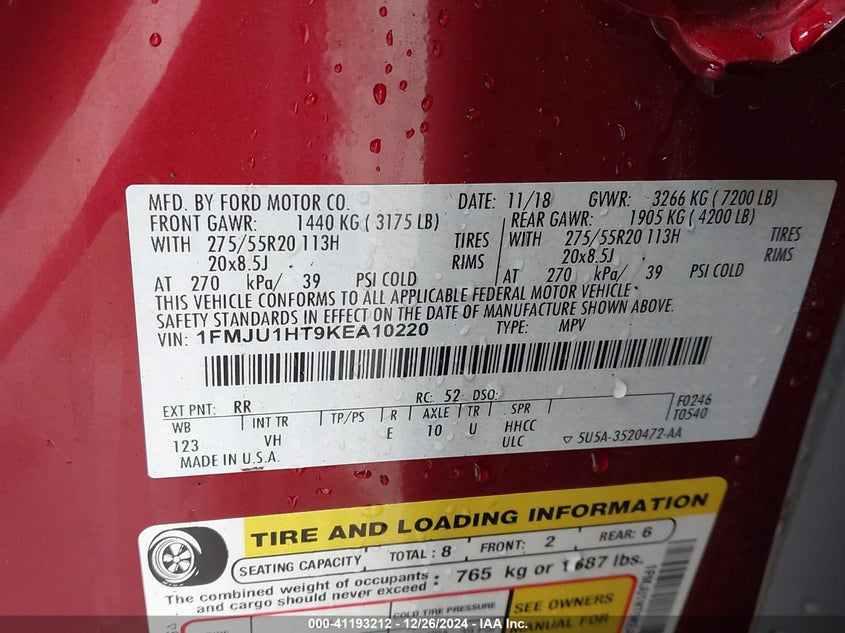 MFD. BY FORD MOTOR CO. DATE: 11/18 GVWR: 3266 KG ( 7200 LB)
FRONT GAWR: 1440 KG ( 3175 LB) REAR GAWR: 1905 KG ( 4200 LB)
WITH 275/55R20 113H TIRES WITH 275/55R20 113H TIRES
20x8.5J RIMS 20x8.5J RIMS
AT 270 kPa/ 39 PSI COLD AT 270 kPa/ 39 PSI COLD
THIS VEHICLE CONFORMS TO ALL APPLICABLE FEDERAL MOTOR VEHICLE
SAFETY STANDARDS IN EFFECT ON THE DATE OF MANUFACTURE SHOWN ABOVE.
VIN: 1FMJU1HT9KEA10220 TYPE: MPV
EXT PNT: RR RC: 52 DSO: F0246
WB INT TR TP/PS R AXLE TR SPR T0540
123 VH E 10 U HHCC
ULC ▽ 5U5A-3520472-AA
MADE IN U.S.A.
TIRE AND LOADING INFORMATION
SEATING CAPACITY TOTAL : 8 FRONT: 2 REAR: 6
The combined weight of occupants : 765 kg or 1687 lbs.
and cargo should never exceed
COLD TIRE PRESSURE
SEE OWNERS
MANUAL FOR
000-41193212 - 12/26/2024 - IAA Inc.